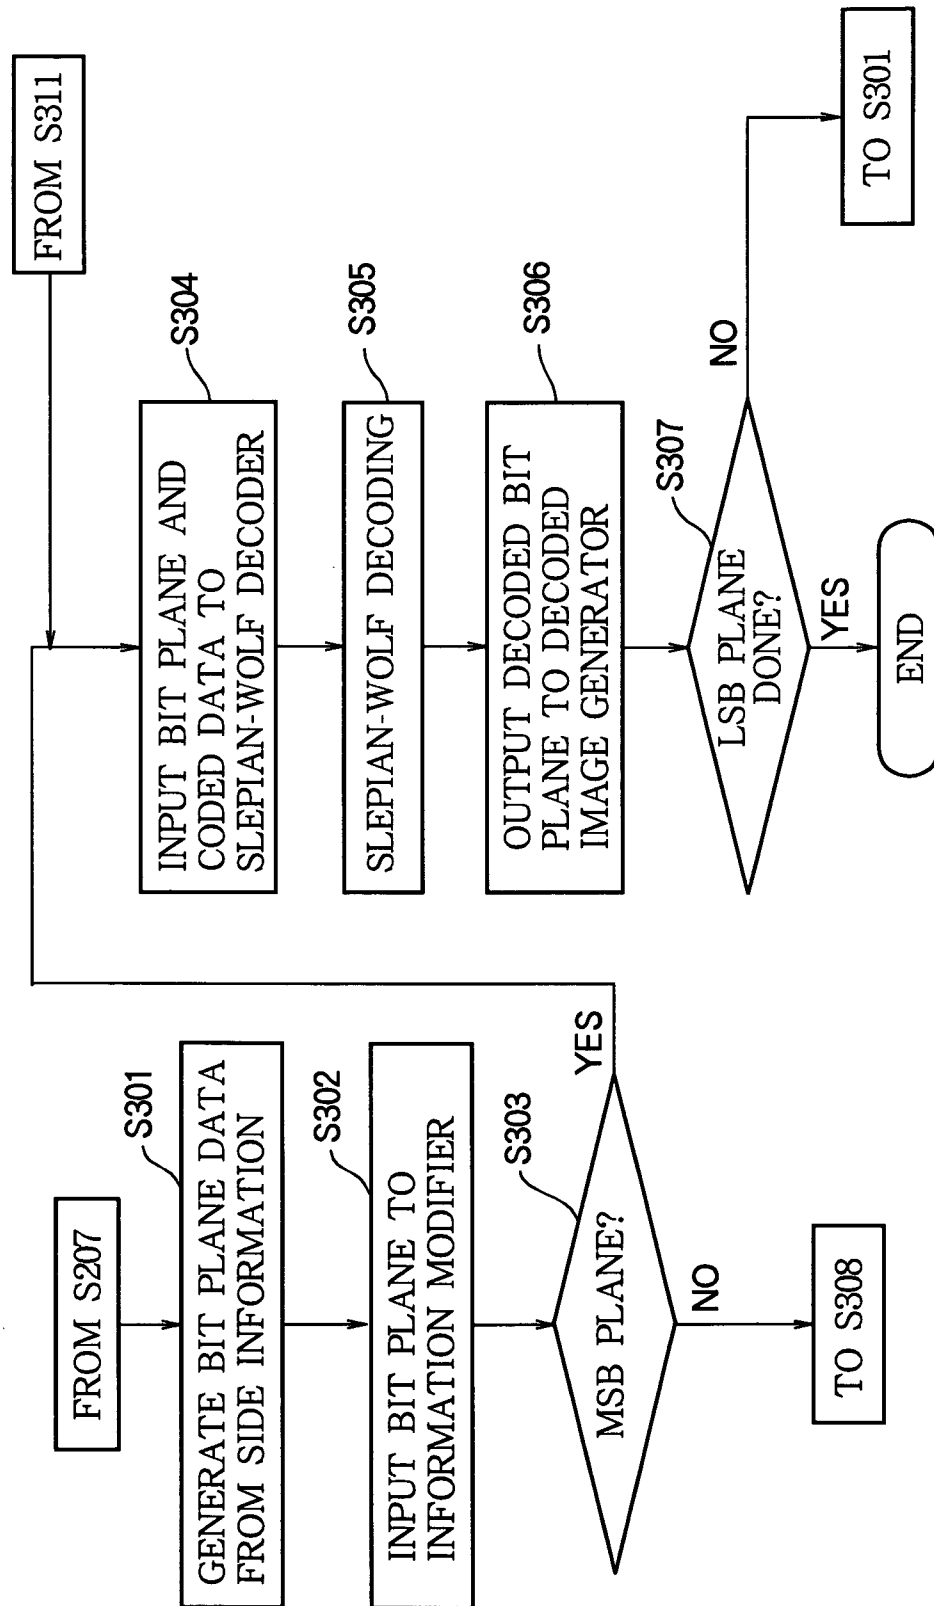 FROM S207
S301
GENERATE BIT PLANE DATA
FROM SIDE INFORMATION
S302
INPUT BIT PLANE TO
INFORMATION MODIFIER
S303
MSB PLANE?
YES
NO
TO S308
FROM S311
S304
INPUT BIT PLANE AND
CODED DATA TO
SLEPIAN-WOLF DECODER
S305
SLEPIAN-WOLF DECODING
S306
OUTPUT DECODED BIT
PLANE TO DECODED
IMAGE GENERATOR
S307
LSB PLANE
DONE?
NO
YES
TO S301
END